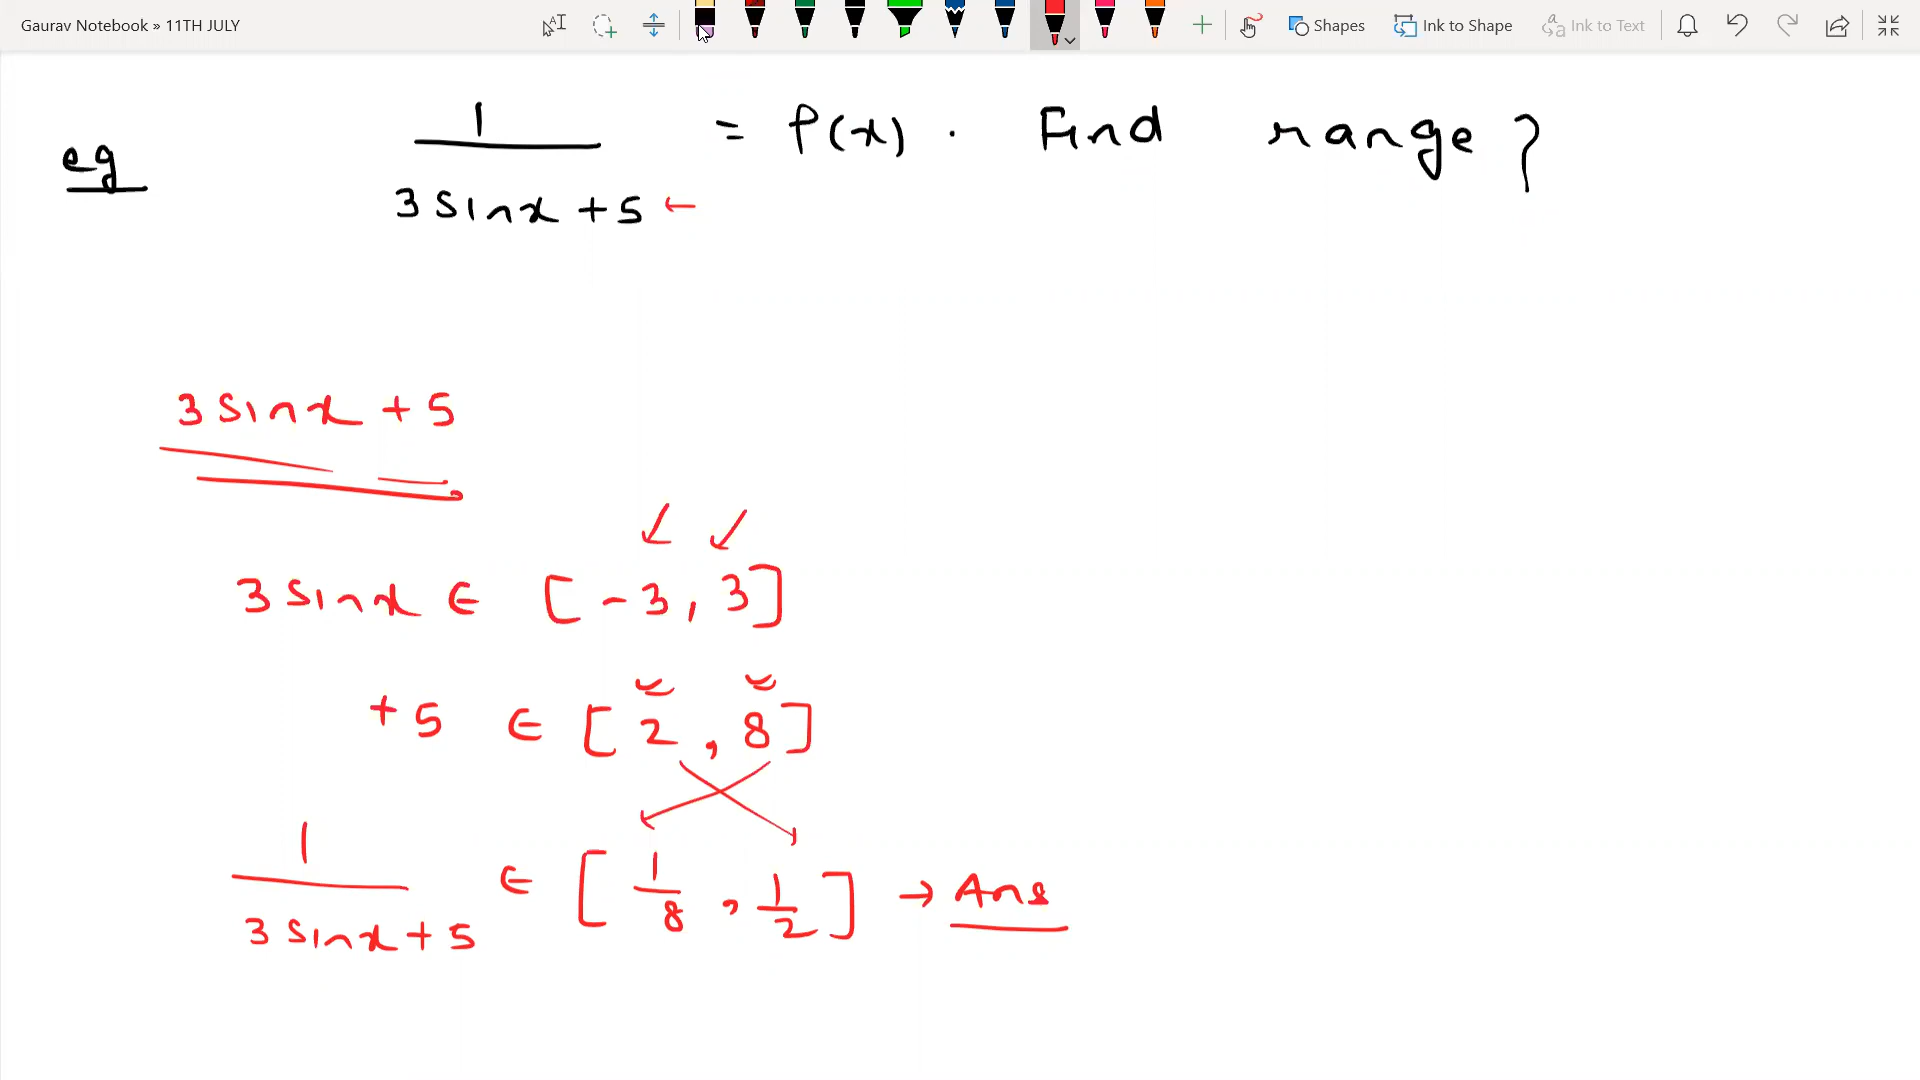 Gaurav Notebook » 11TH JULY
Shapes
Ink to Shape
Ink to Text
eg 1 / (3 sinx + 5) ← = f(x) . Find range ?
3 sinx + 5
3 sinx ∈ [ -3, 3 ]
+ 5 ∈ [ 2 , 8 ]
1 / (3 sinx + 5) ∈ [ 1/8 , 1/2 ] → Ans